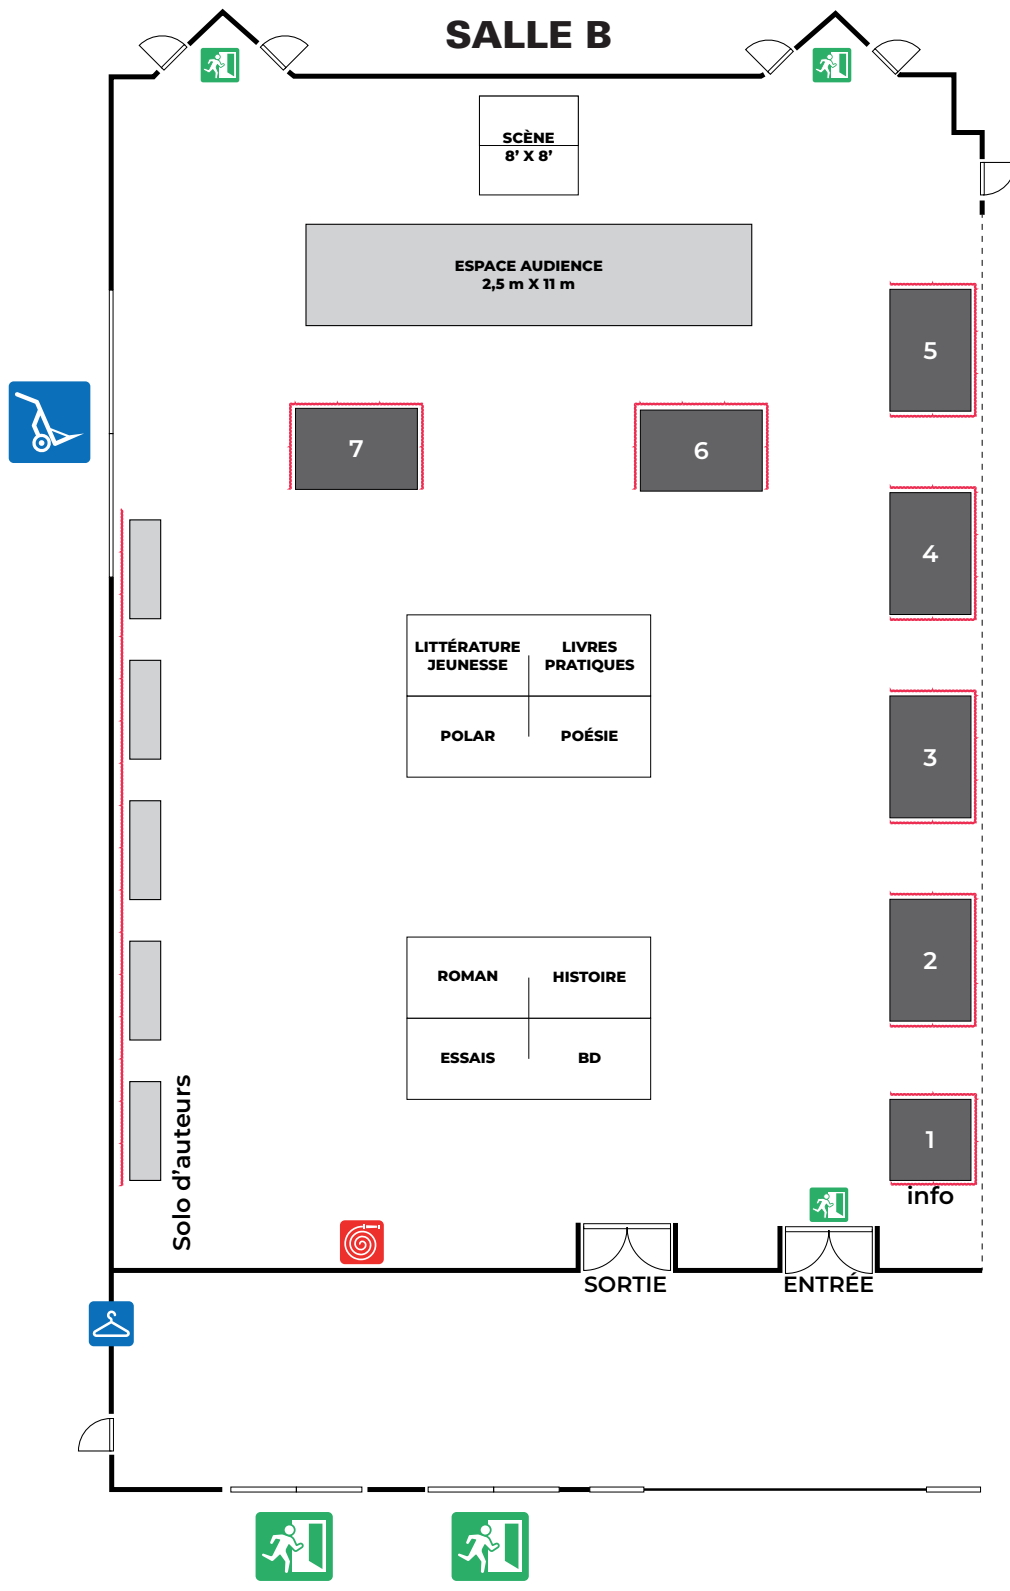 SALLE B
SCÈNE
8’ X 8’
ESPACE AUDIENCE
2,5 m X 11 m
5
7
6
4
LITTÉRATURE
JEUNESSE
LIVRES
PRATIQUES
POLAR
POÉSIE
3
2
ROMAN
HISTOIRE
ESSAIS
BD
Solo d’auteurs
1
info
SORTIE
ENTRÉE